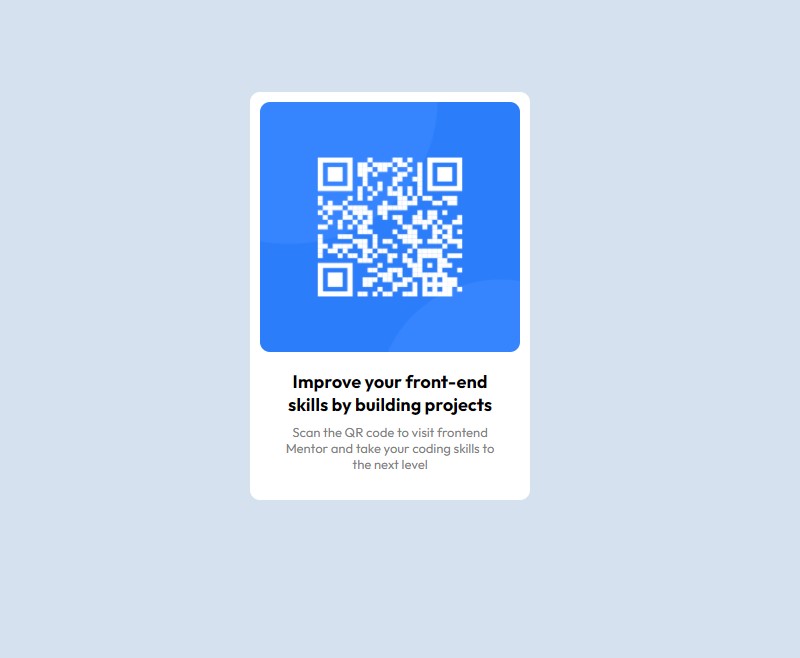 Improve your front-end
skills by building projects
Scan the QR code to visit frontend
Mentor and take your coding skills to
the next level